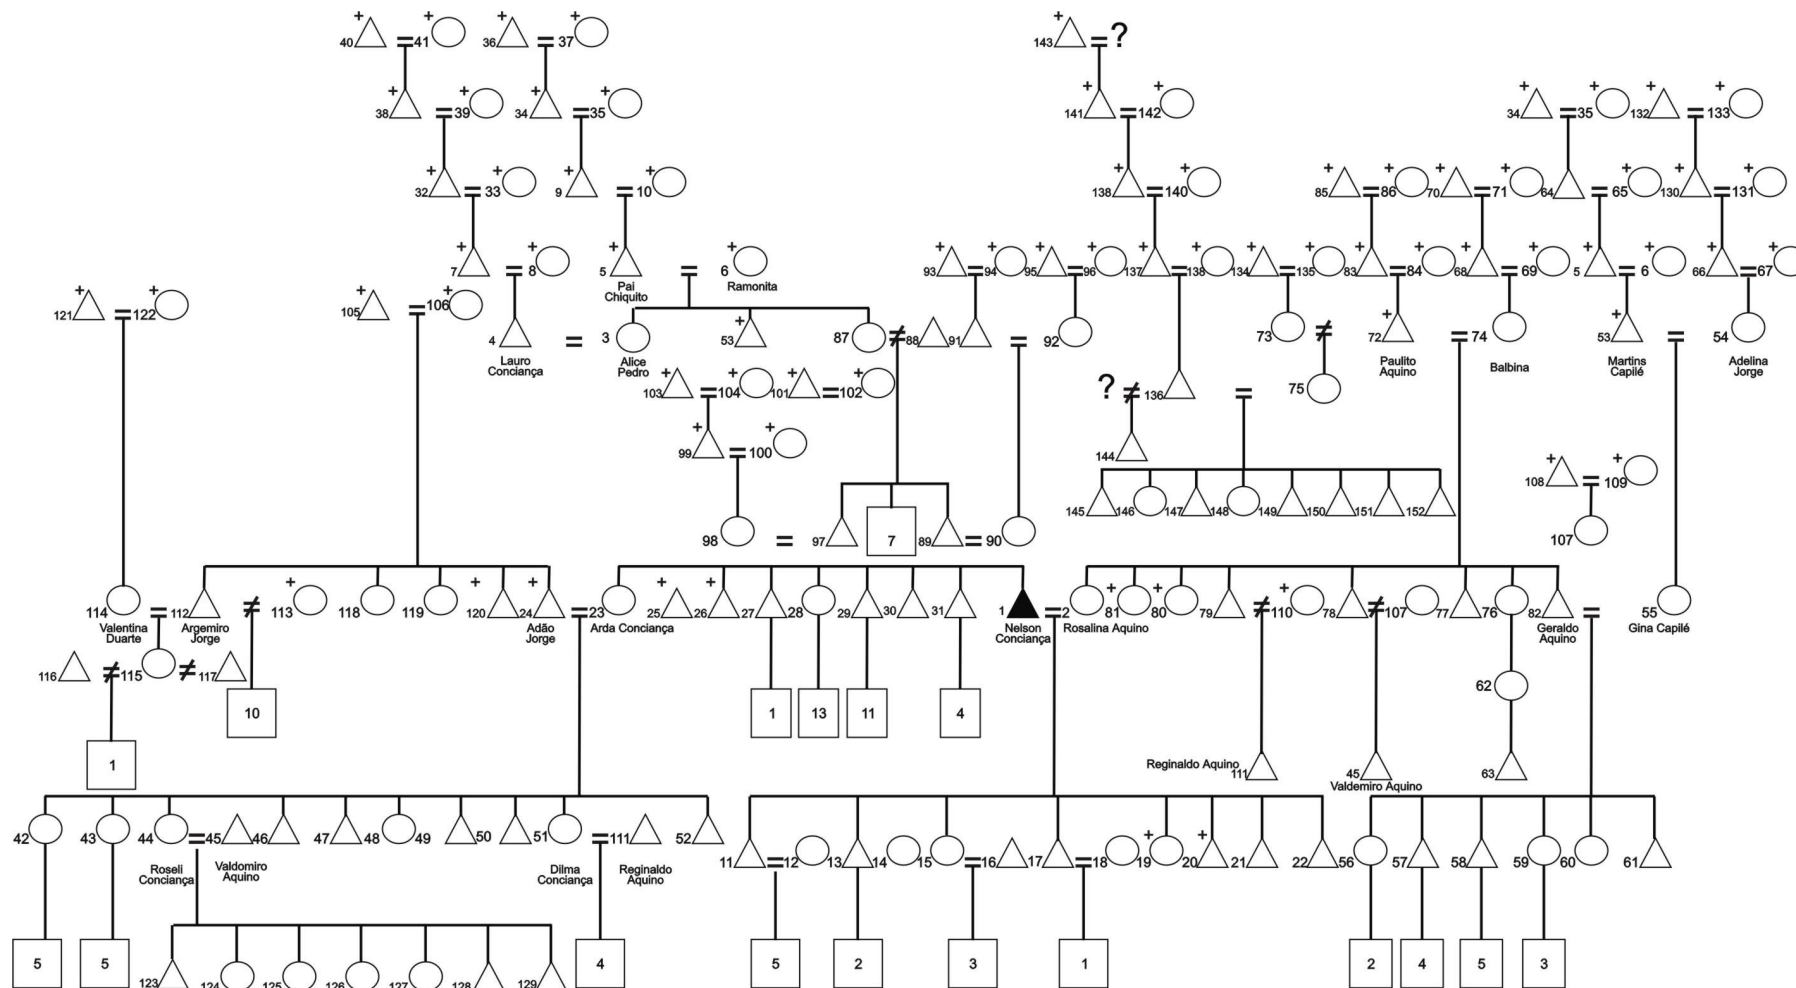 40 = 41 36 = 37 143 = ?
38 = 39 34 = 35 141 = 142 34 = 35 132 = 133
32 = 33 9 = 10 138 = 140 85 = 86 70 = 71 64 = 65 130 = 131
7 = 8 5 = 6 93 = 94 95 = 96 137 = 138 134 = 135 83 = 84 68 = 69 5 = 6 66 = 67
Pai
Chiquito
Ramonita
121 = 122 105 = 106
4 = 3 53 87 ≠ 88 91 = 92 73 ≠ 72 = 74 53 = 54
Lauro
Conciança
Alice
Pedro
Paulito
Aquino
Balbina
Martins
Capilé
Adelina
Jorge
103 = 104 101 = 102 ? ≠ 136 = 75
99 = 100 144 108 = 109
145 146 147 148 149 150 151 152
98 = 97 7 89 = 90 107
114 = 112 ≠ 113 118 119 120 24 = 23 25 26 27 28 29 30 31 1 = 2 81 80 79 ≠ 110 78 ≠ 107 77 76 82 = 55
Valentina
Duarte
Argemiro
Jorge
Adão
Jorge
Arda Conciança
Nelson
Conciança
Rosalina Aquino
Geraldo
Aquino
Gina Capilé
116 ≠ 115 ≠ 117 62
10 1 13 11 4
1
Reginaldo Aquino 111 45 63
Valdemiro Aquino
42 43 44 = 45 46 47 48 49 50 51 = 111 52
11 = 12 13 14 15 = 16 17 = 18 19 20 21 22 56 57 58 59 60 61
Roseli
Conciança
Valdomiro
Aquino
Dilma
Conciança
Reginaldo
Aquino
5 5 4 5 2 3 1 2 4 5 3
123 124 125 126 127 128 129